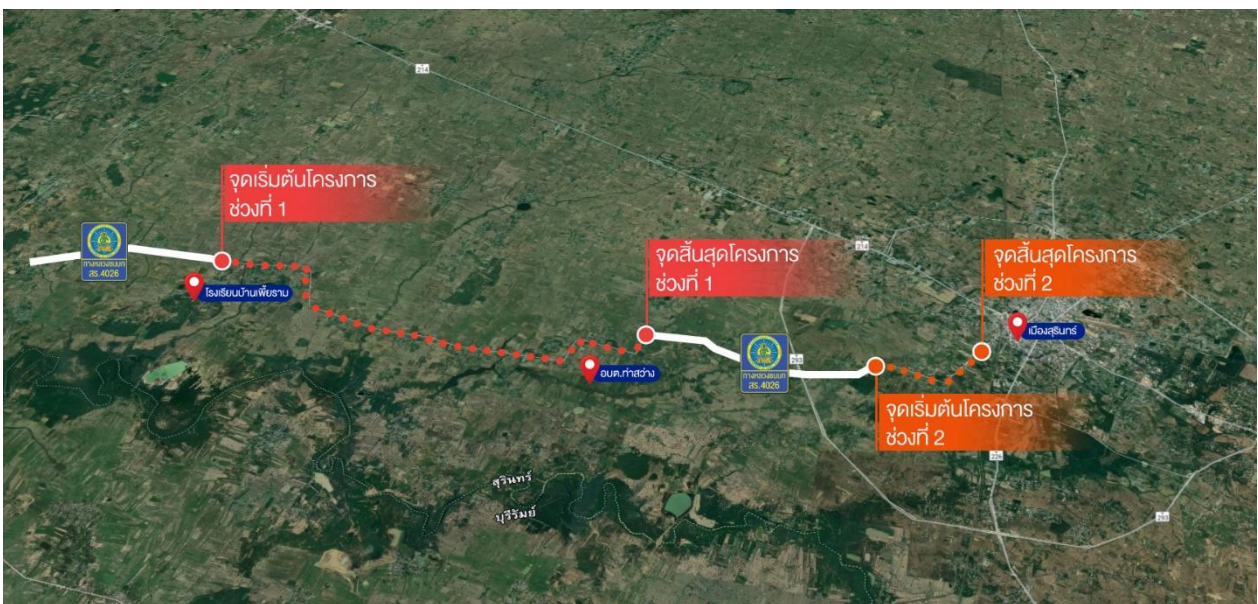 214
จุดเริ่มต้นโครงการ
ช่วงที่ 1
ทางหลวงชนบท
สร.4026
โรงเรียนบ้านเพี้ยราม
จุดสิ้นสุดโครงการ
ช่วงที่ 1
214
จุดสิ้นสุดโครงการ
ช่วงที่ 2
เมืองสุรินทร์
อบต.ท่าสว่าง
ทางหลวงชนบท
สร.4026
293
จุดเริ่มต้นโครงการ
ช่วงที่ 2
226
สุรินทร์
บุรีรัมย์
293